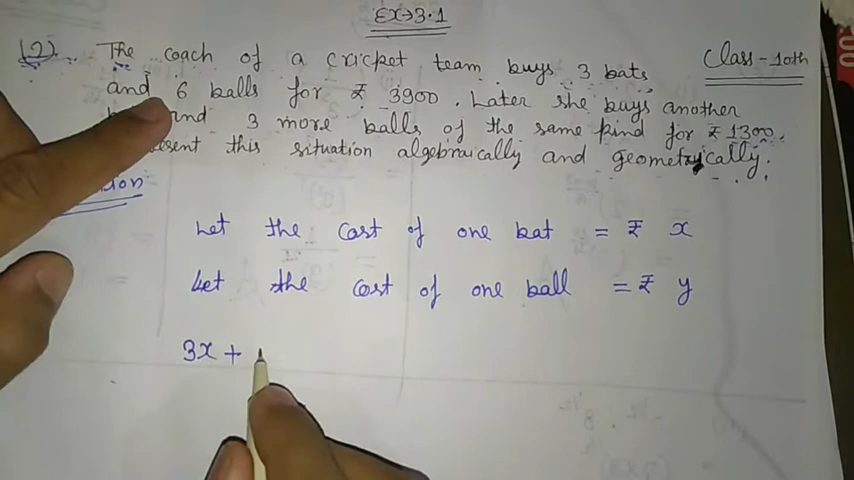 Ex→3.1
(2) The coach of a cricket team buys 3 bats
Class-10th
and 6 balls for ₹ 3900. Later she buys another
and 3 more balls of the same kind for ₹ 1300.
this situation algebraically and geometrically.
Let the cost of one bat = ₹ x
Let the cost of one ball = ₹ y
3x +